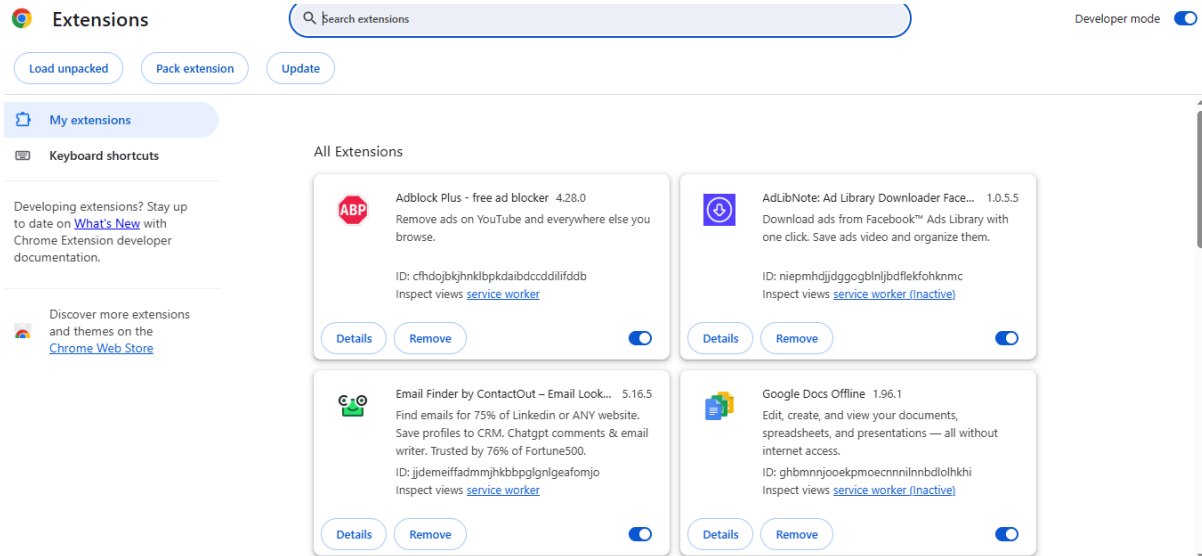 Extensions
Search extensions
Developer mode
Load unpacked
Pack extension
Update
My extensions
Keyboard shortcuts
Developing extensions? Stay up
to date on What's New with
Chrome Extension developer
documentation.
Discover more extensions
and themes on the
Chrome Web Store
All Extensions
ABP
Adblock Plus - free ad blocker 4.28.0
Remove ads on YouTube and everywhere else you
browse.
ID: cfhdojbkjhnklbpkdaibdccddilifddb
Inspect views service worker
Details
Remove
AdLibNote: Ad Library Downloader Face... 1.0.5.5
Download ads from Facebook™ Ads Library with
one click. Save ads video and organize them.
ID: niepmhdjjdggogblnljbdflekfohknmc
Inspect views service worker (Inactive)
Details
Remove
Email Finder by ContactOut – Email Look... 5.16.5
Find emails for 75% of Linkedin or ANY website.
Save profiles to CRM. Chatgpt comments & email
writer. Trusted by 76% of Fortune500.
ID: jjdemeiffadmmjhkbbpglgnlgeafomjo
Inspect views service worker
Details
Remove
Google Docs Offline 1.96.1
Edit, create, and view your documents,
spreadsheets, and presentations — all without
internet access.
ID: ghbmnnjooekpmoecnnnilnnbdlolhkhi
Inspect views service worker (Inactive)
Details
Remove